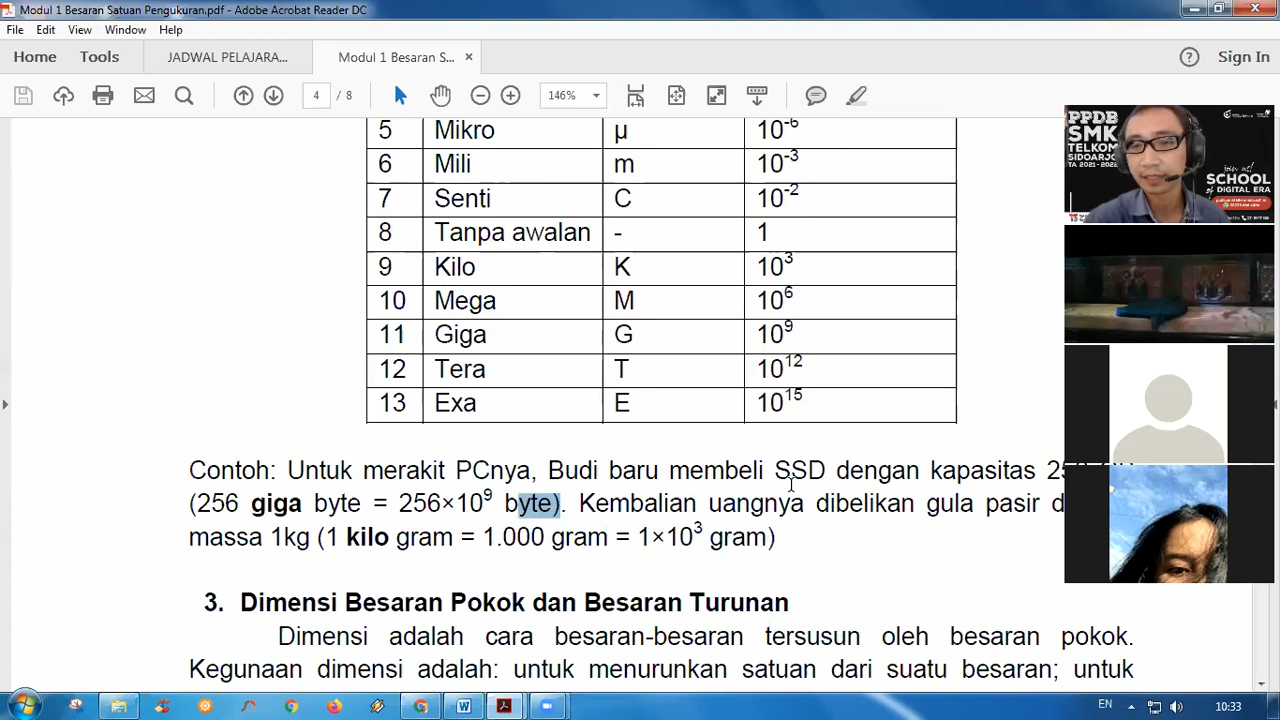 Modul 1 Besaran Satuan Pengukuran.pdf - Adobe Acrobat Reader DC
File Edit View Window Help
Home Tools JADWAL PELAJARA... Modul 1 Besaran S... × Sign In
4 / 8 146%
5 Mikro µ 10-6
6 Mili m 10-3
7 Senti C 10-2
8 Tanpa awalan - 1
9 Kilo K 103
10 Mega M 106
11 Giga G 109
12 Tera T 1012
13 Exa E 1015
Contoh: Untuk merakit PCnya, Budi baru membeli SSD dengan kapasitas
(256 giga byte = 256×109 byte). Kembalian uangnya dibelikan gula pasir
massa 1kg (1 kilo gram = 1.000 gram = 1×103 gram)
3. Dimensi Besaran Pokok dan Besaran Turunan
Dimensi adalah cara besaran-besaran tersusun oleh besaran pokok.
Kegunaan dimensi adalah: untuk menurunkan satuan dari suatu besaran; untuk
PPDB
SMK
TELKOM
SIDOARJO
TA 2021-2022
join us!
SCHOOL
of DIGITAL ERA
EN 10:33